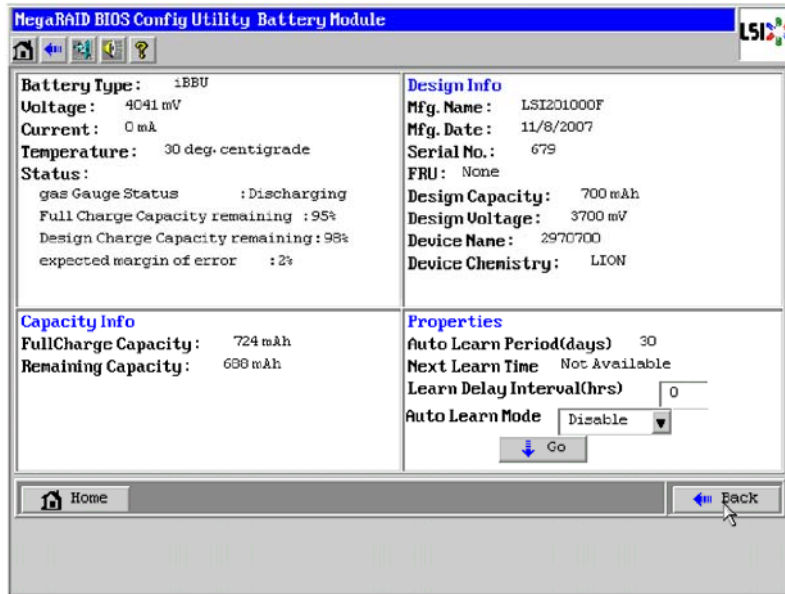 MegaRAID BIOS Config Utility Battery Module
LSI
Battery Type: iBBU
Voltage: 4041 mV
Current: 0 mA
Temperature: 30 deg. centigrade
Status:
gas Gauge Status :Discharging
Full Charge Capacity remaining :95%
Design Charge Capacity remaining:98%
expected margin of error :2%
Design Info
Mfg. Name: LSI201000F
Mfg. Date: 11/8/2007
Serial No.: 679
FRU: None
Design Capacity: 700 mAh
Design Voltage: 3700 mV
Device Name: 2970700
Device Chemistry: LION
Capacity Info
FullCharge Capacity: 724 mAh
Remaining Capacity: 688 mAh
Properties
Auto Learn Period(days) 30
Next Learn Time Not Available
Learn Delay Interval(hrs) 0
Auto Learn Mode Disable
Go
Home
Back